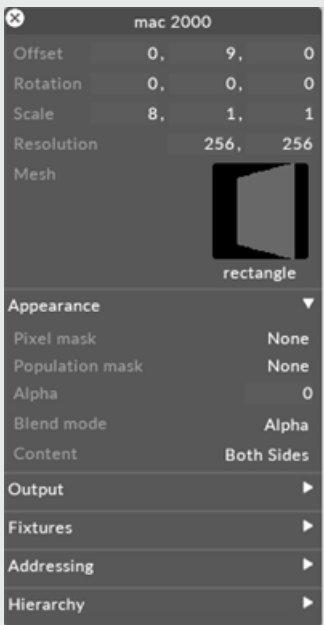 mac 2000
Offset 0, 9, 0
Rotation 0, 0, 0
Scale 8, 1, 1
Resolution 256, 256
Mesh
rectangle
Appearance
Pixel mask None
Population mask None
Alpha 0
Blend mode Alpha
Content Both Sides
Output
Fixtures
Addressing
Hierarchy